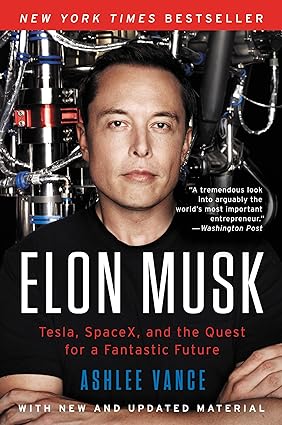 NEW YORK TIMES BESTSELLER
"A tremendous look
into arguably the
world's most important
entrepreneur."
—Washington Post
ELON MUSK
Tesla, SpaceX, and the Quest
for a Fantastic Future
ASHLEE VANCE
WITH NEW AND UPDATED MATERIAL